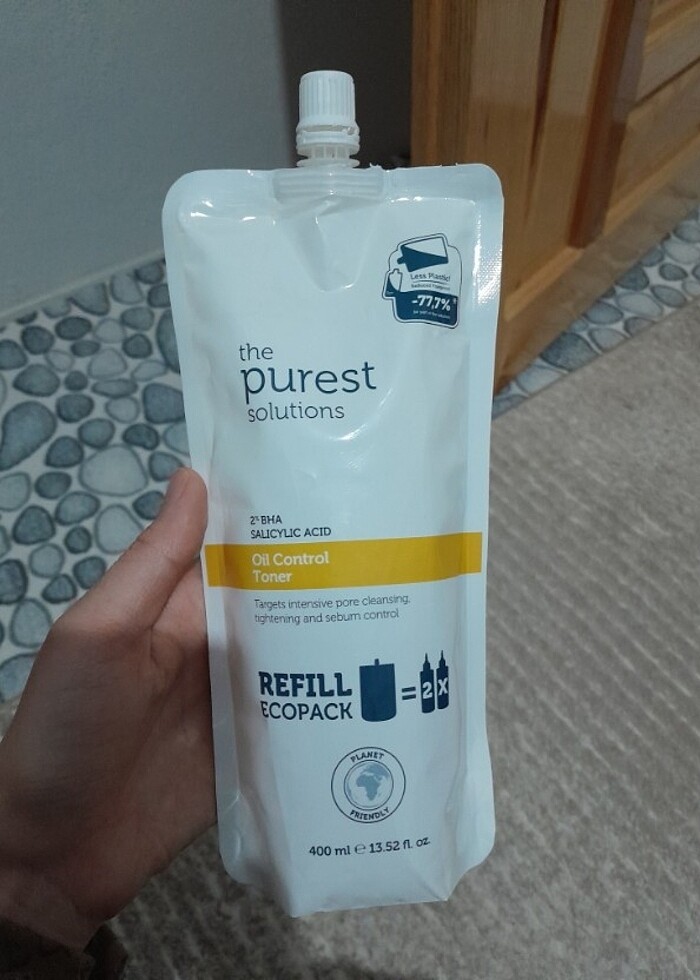 Less Plastic!
-77,7%
the
purest
solutions
2% BHA
SALICYLIC ACID
Oil Control
Toner
Targets intensive pore cleansing,
tightening and sebum control
REFILL
ECOPACK
= 2 X
PLANET
FRIENDLY
400 ml ℮ 13.52 fl. oz.